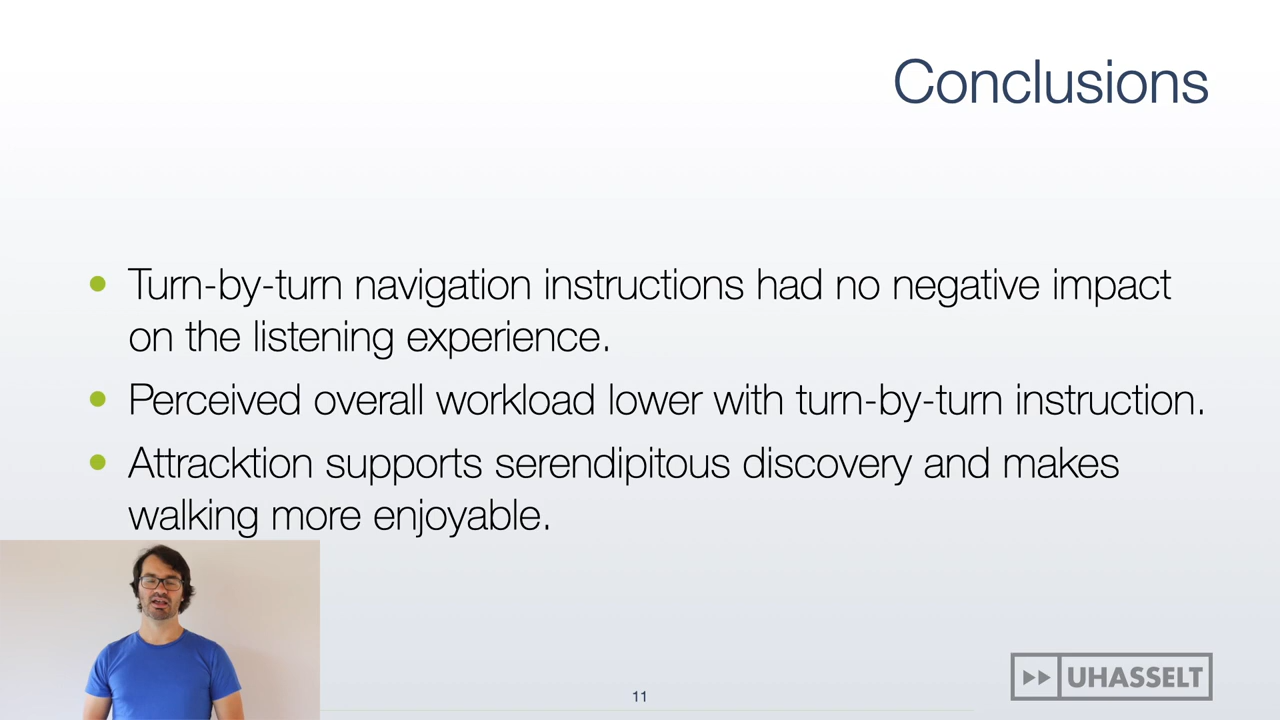 Conclusions
Turn-by-turn navigation instructions had no negative impact
on the listening experience.
Perceived overall workload lower with turn-by-turn instruction.
Attracktion supports serendipitous discovery and makes
walking more enjoyable.
UHASSELT
11